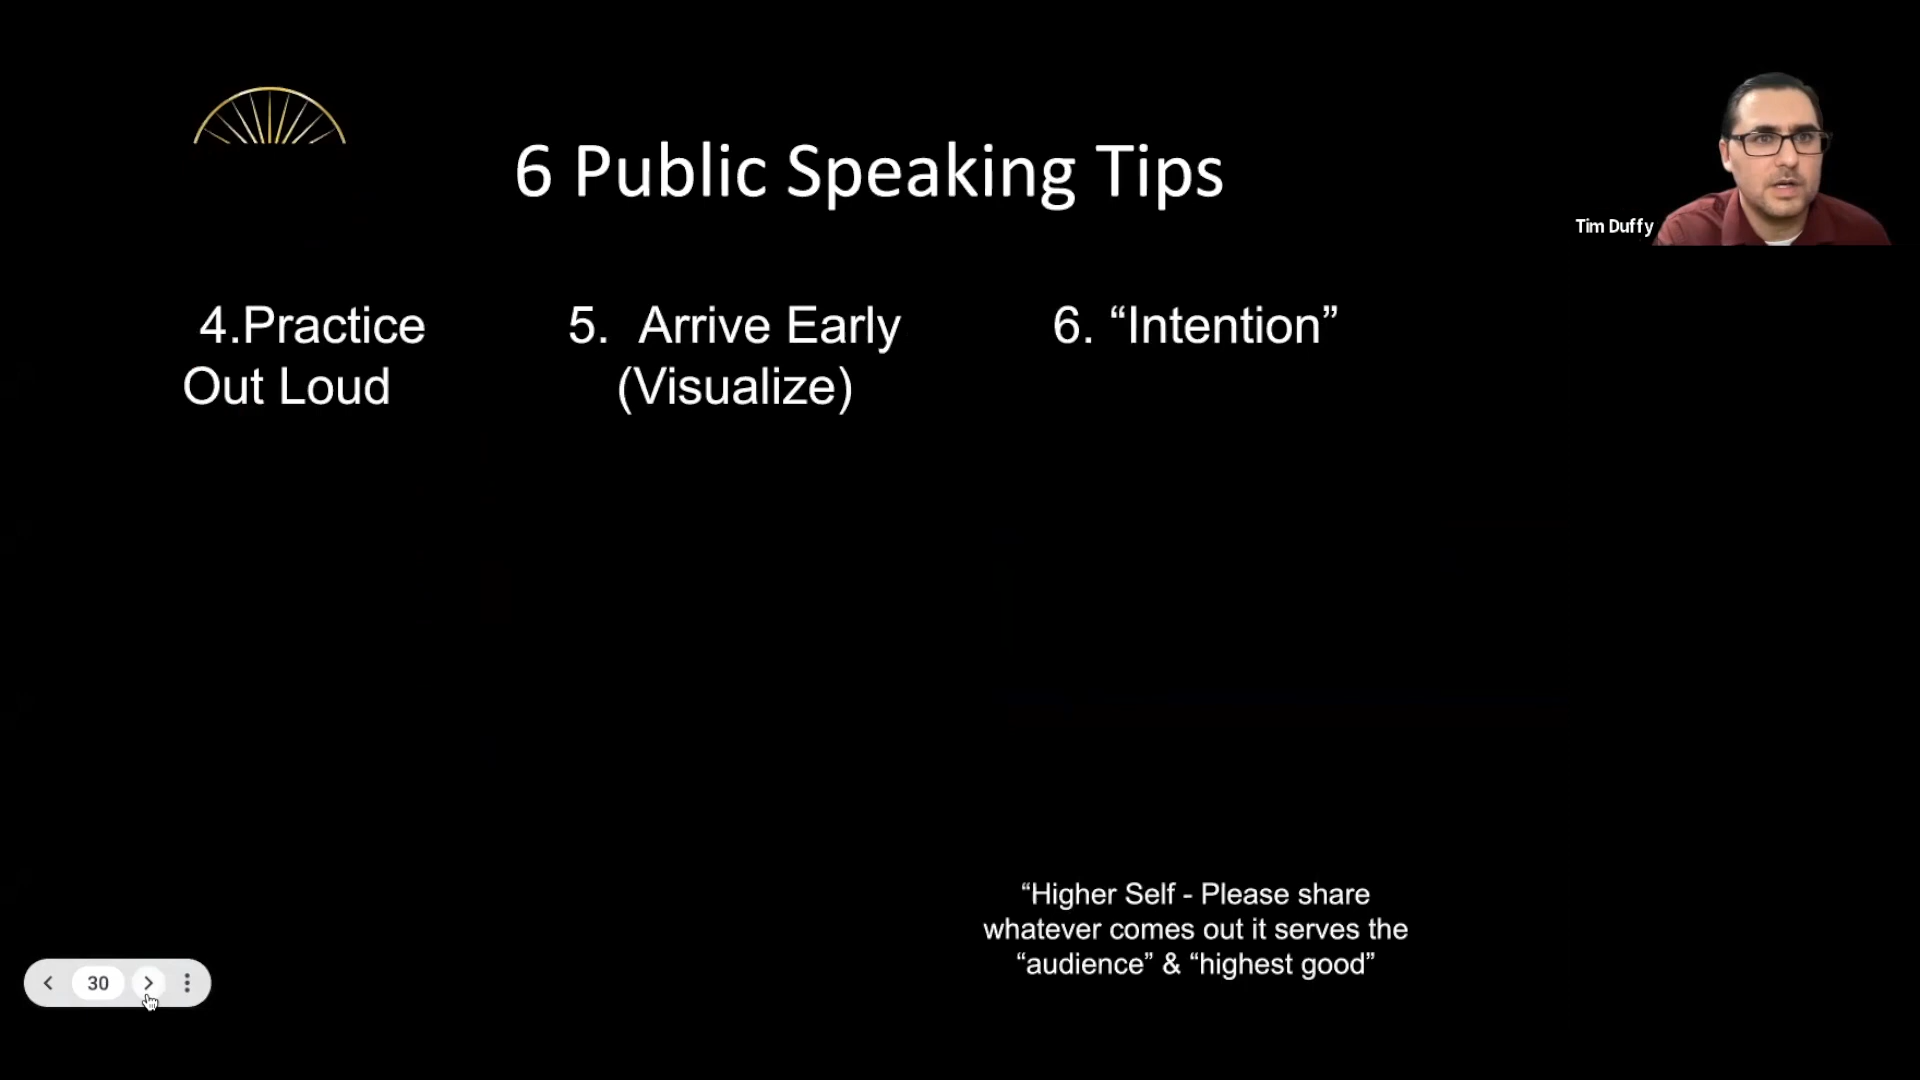 6 Public Speaking Tips
Tim Duffy
4.Practice
Out Loud
5. Arrive Early
(Visualize)
6. “Intention”
“Higher Self - Please share
whatever comes out it serves the
“audience” & “highest good”
30